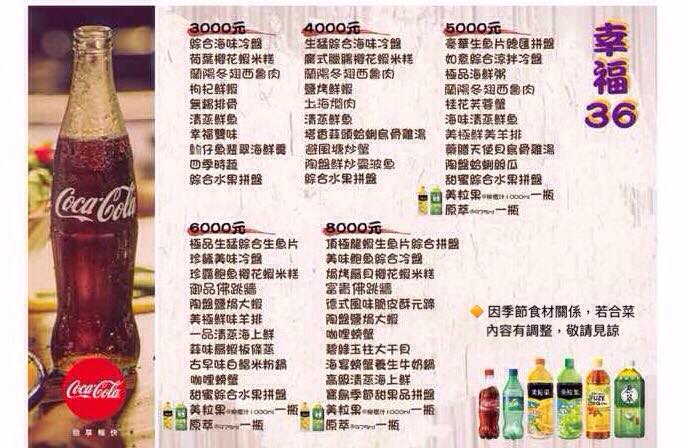 Coca-Cola
Coca-Cola
勁享暢快
3000元
綜合海味冷盤
荷葉櫻花蝦米糕
蘭陽冬翅西魯肉
枸杞鮮蝦
無錫排骨
清蒸鮮魚
幸福雙味
魩仔魚翡翠海鮮羹
四季時蔬
綜合水果拼盤
4000元
生猛綜合海味冷盤
廣式臘腸櫻花蝦米糕
蘭陽冬翅西魯肉
鹽烤鮮蝦
上海燜肉
清蒸鮮魚
塔香蒜頭蛤蜊烏骨雞湯
避風塘炒蟹
陶盤鮮炒雲波魚
綜合水果拼盤
5000元
豪華生魚片總匯拼盤
如意綜合涼拌冷盤
極品海鮮粥
蘭陽冬翅西魯肉
桂花芙蓉蟹
海味清蒸鮮魚
美極鮮美羊排
藥膳天使貝烏骨雞湯
陶盤蛤蜊絲瓜
甜蜜綜合水果拼盤
美粒果一瓶
原萃一瓶
6000元
極品生猛綜合生魚片
珍饈美味冷盤
珍露鮑魚櫻花蝦米糕
御品佛跳牆
陶盤鹽焗大蝦
美極鮮味羊排
一品清蒸海上鮮
蒜味扇蝦板條蒸
古早味白鯧米粉鍋
咖哩螃蟹
甜蜜綜合水果拼盤
美粒果 1000ml 一瓶
原萃 975ml 一瓶
8000元
頂極龍蝦生魚片綜合拼盤
美味鮑魚綜合冷盤
焗烤扇貝櫻花蝦米糕
富貴佛跳牆
德式風味脆皮酥元蹄
陶盤鹽焗大蝦
咖哩螃蟹
碧綠玉柱大干貝
海宴螃蟹養生牛奶鍋
高級清蒸海上鮮
寶島季節甜果品拼盤
美粒果 1000ml 一瓶
原萃 975ml 一瓶
幸福
36
因季節食材關係，若合菜
內容有調整，敬請見諒